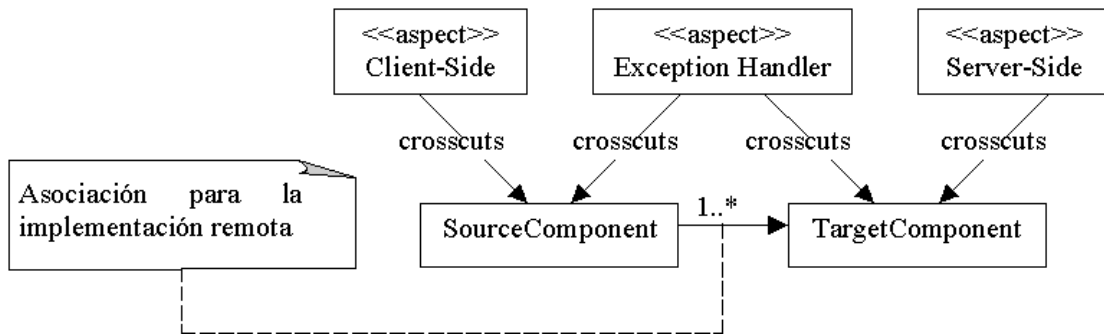 <<aspect>>
Client-Side
<<aspect>>
Exception Handler
<<aspect>>
Server-Side
crosscuts
crosscuts
crosscuts
crosscuts
Asociación para la
implementación remota
SourceComponent
1..*
TargetComponent